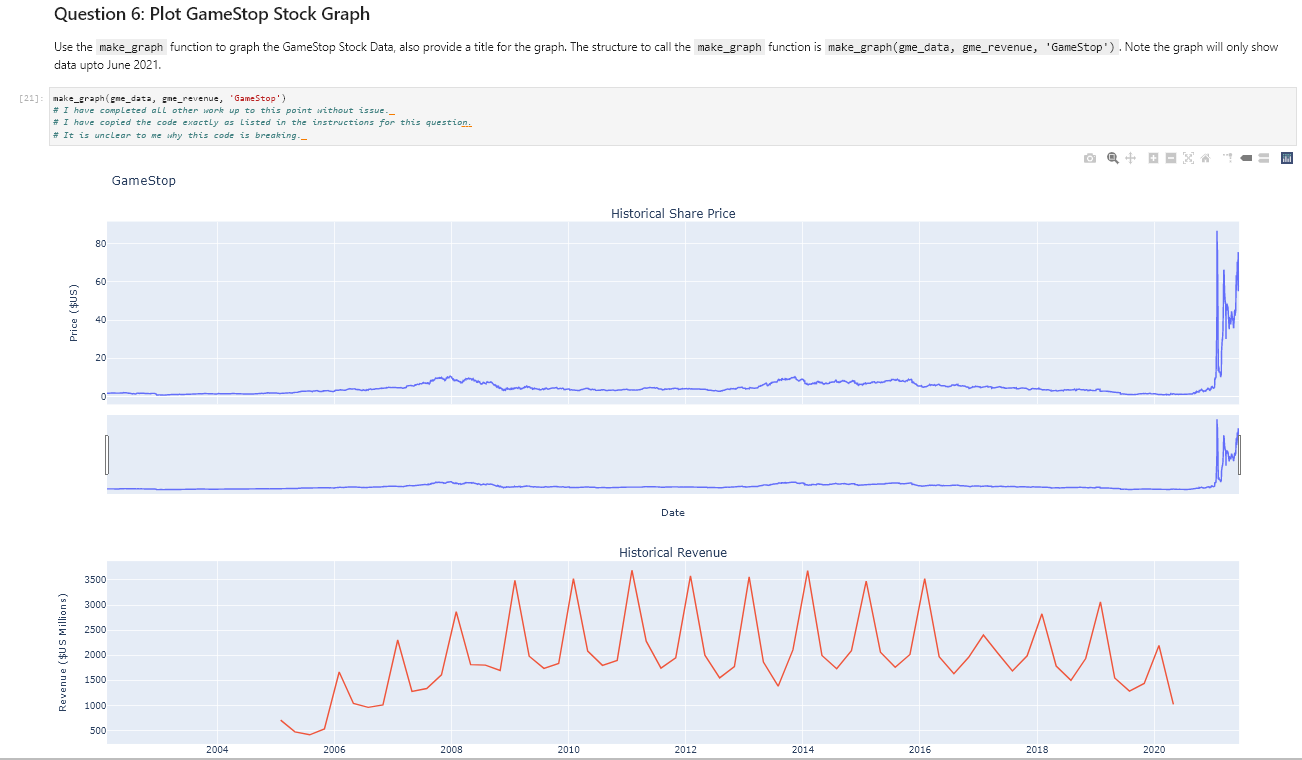 Question 6: Plot GameStop Stock Graph
Use the make_graph function to graph the GameStop Stock Data, also provide a title for the graph. The structure to call the make_graph function is make_graph(gme_data, gme_revenue, 'GameStop') . Note the graph will only show
data upto June 2021.
[21]: make_graph(gme_data, gme_revenue, 'GameStop')
# I have completed all other work up to this point without issue._
# I have copied the code exactly as listed in the instructions for this question.
# It is unclear to me why this code is breaking._
GameStop
Historical Share Price
80
60
40
20
0
Price ($US)
Date
Historical Revenue
3500
3000
2500
2000
1500
1000
500
Revenue ($US Millions)
2004 2006 2008 2010 2012 2014 2016 2018 2020